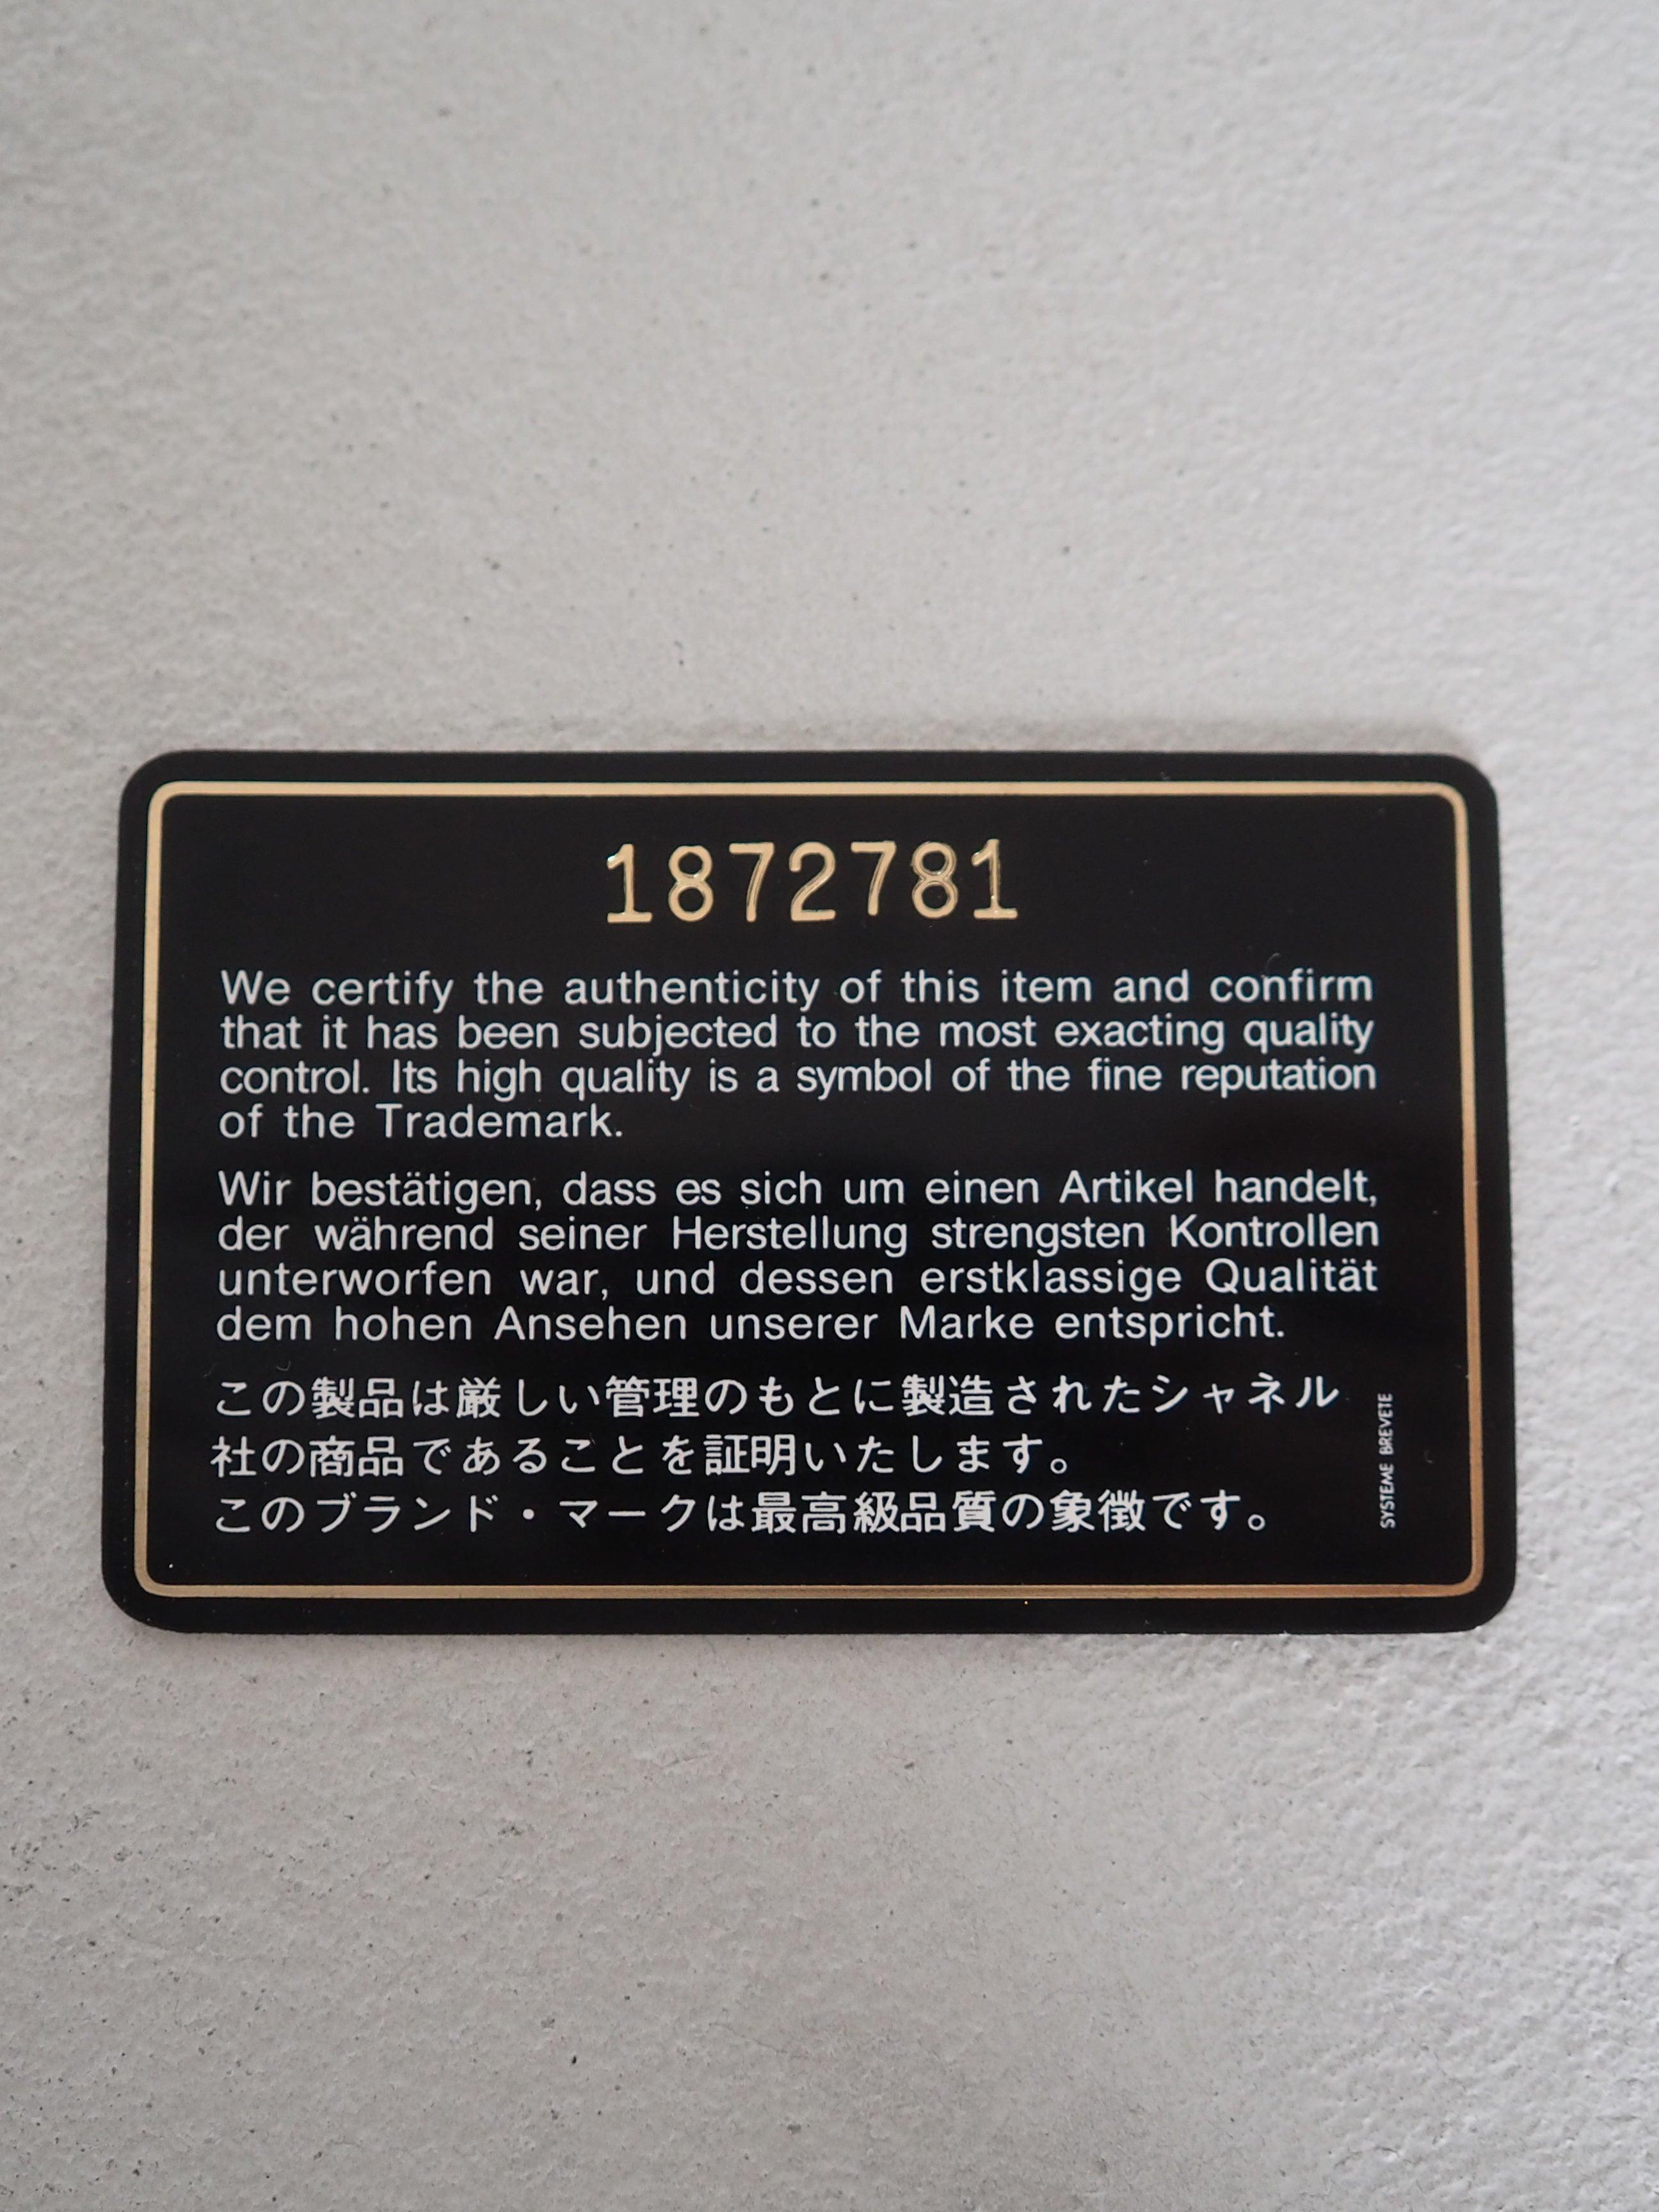 1872781
We certify the authenticity of this item and confirm
that it has been subjected to the most exacting quality
control. Its high quality is a symbol of the fine reputation
of the Trademark.
Wir bestätigen, dass es sich um einen Artikel handelt,
der während seiner Herstellung strengsten Kontrollen
unterworfen war, und dessen erstklassige Qualität
dem hohen Ansehen unserer Marke entspricht.
この製品は厳しい管理のもとに製造されたシャネル
社の商品であることを証明いたします。
このブランド・マークは最高級品質の象徴です。
SYSTEME BREVETE